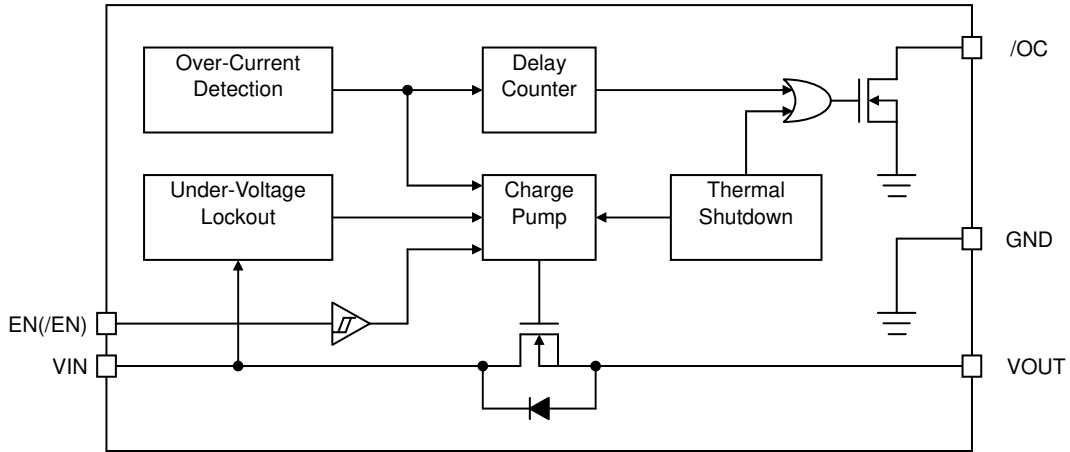 Over-Current
Detection
Delay
Counter
/OC
Under-Voltage
Lockout
Charge
Pump
Thermal
Shutdown
GND
EN(/EN)
VIN
VOUT